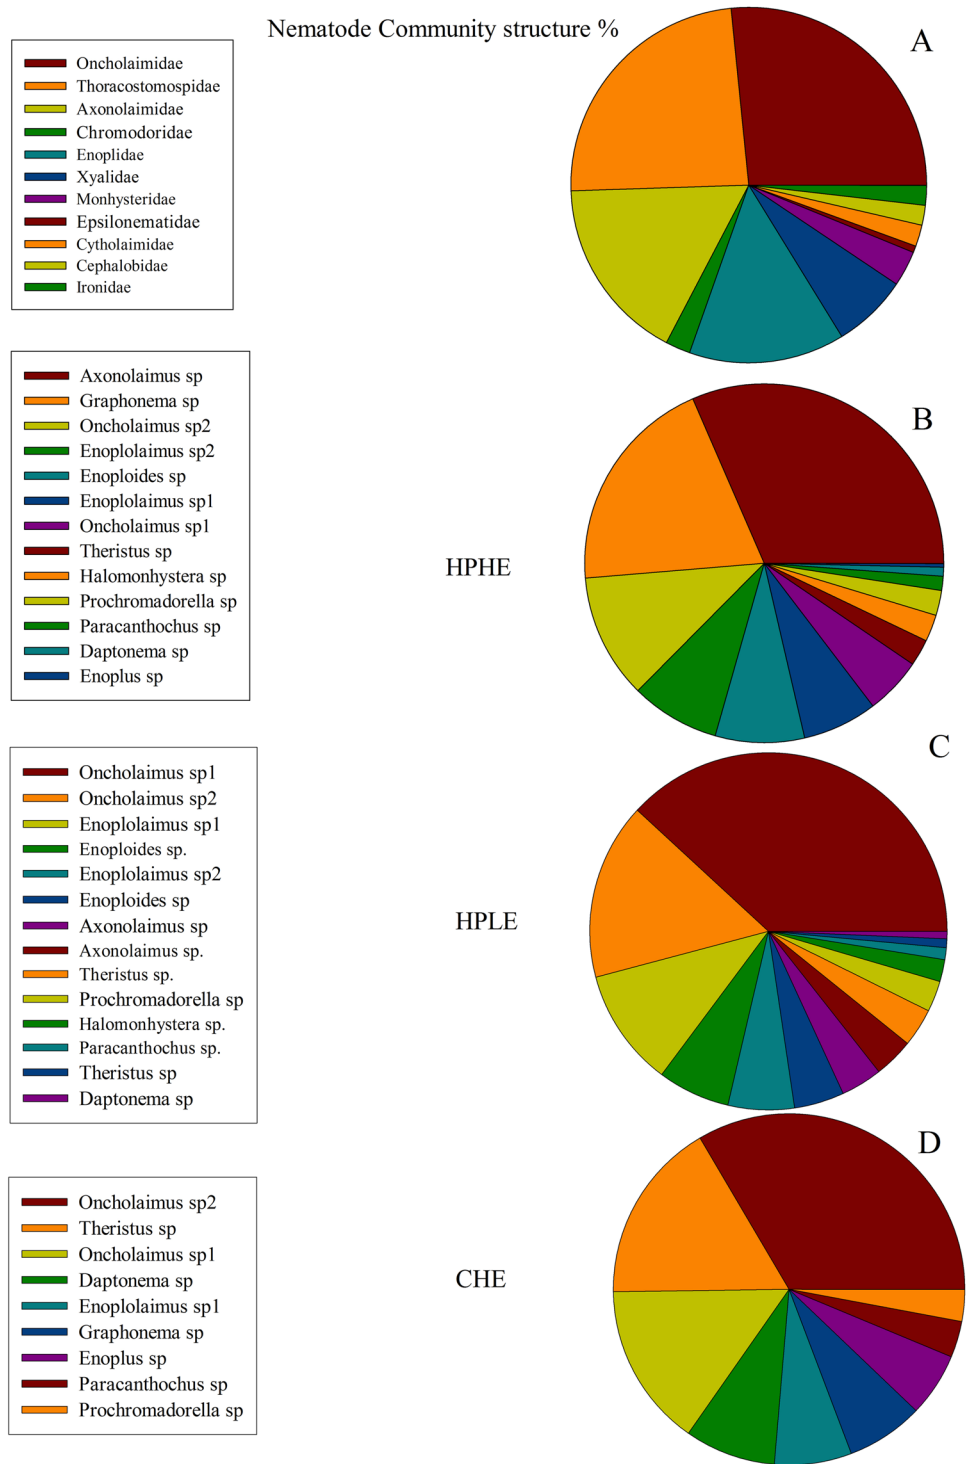 Nematode Community structure %
A
Oncholaimidae
Thoracostomospidae
Axonolaimidae
Chromodoridae
Enoplidae
Xyalidae
Monhysteridae
Epsilonematidae
Cytholaimidae
Cephalobidae
Ironidae
B
HPHE
Axonolaimus sp
Graphonema sp
Oncholaimus sp2
Enoplolaimus sp2
Enoploides sp
Enoplolaimus sp1
Oncholaimus sp1
Theristus sp
Halomonhystera sp
Prochromadorella sp
Paracanthochus sp
Daptonema sp
Enoplus sp
C
HPLE
Oncholaimus sp1
Oncholaimus sp2
Enoplolaimus sp1
Enoploides sp.
Enoplolaimus sp2
Enoploides sp
Axonolaimus sp
Axonolaimus sp.
Theristus sp.
Prochromadorella sp
Halomonhystera sp.
Paracanthochus sp.
Theristus sp
Daptonema sp
D
CHE
Oncholaimus sp2
Theristus sp
Oncholaimus sp1
Daptonema sp
Enoplolaimus sp1
Graphonema sp
Enoplus sp
Paracanthochus sp
Prochromadorella sp